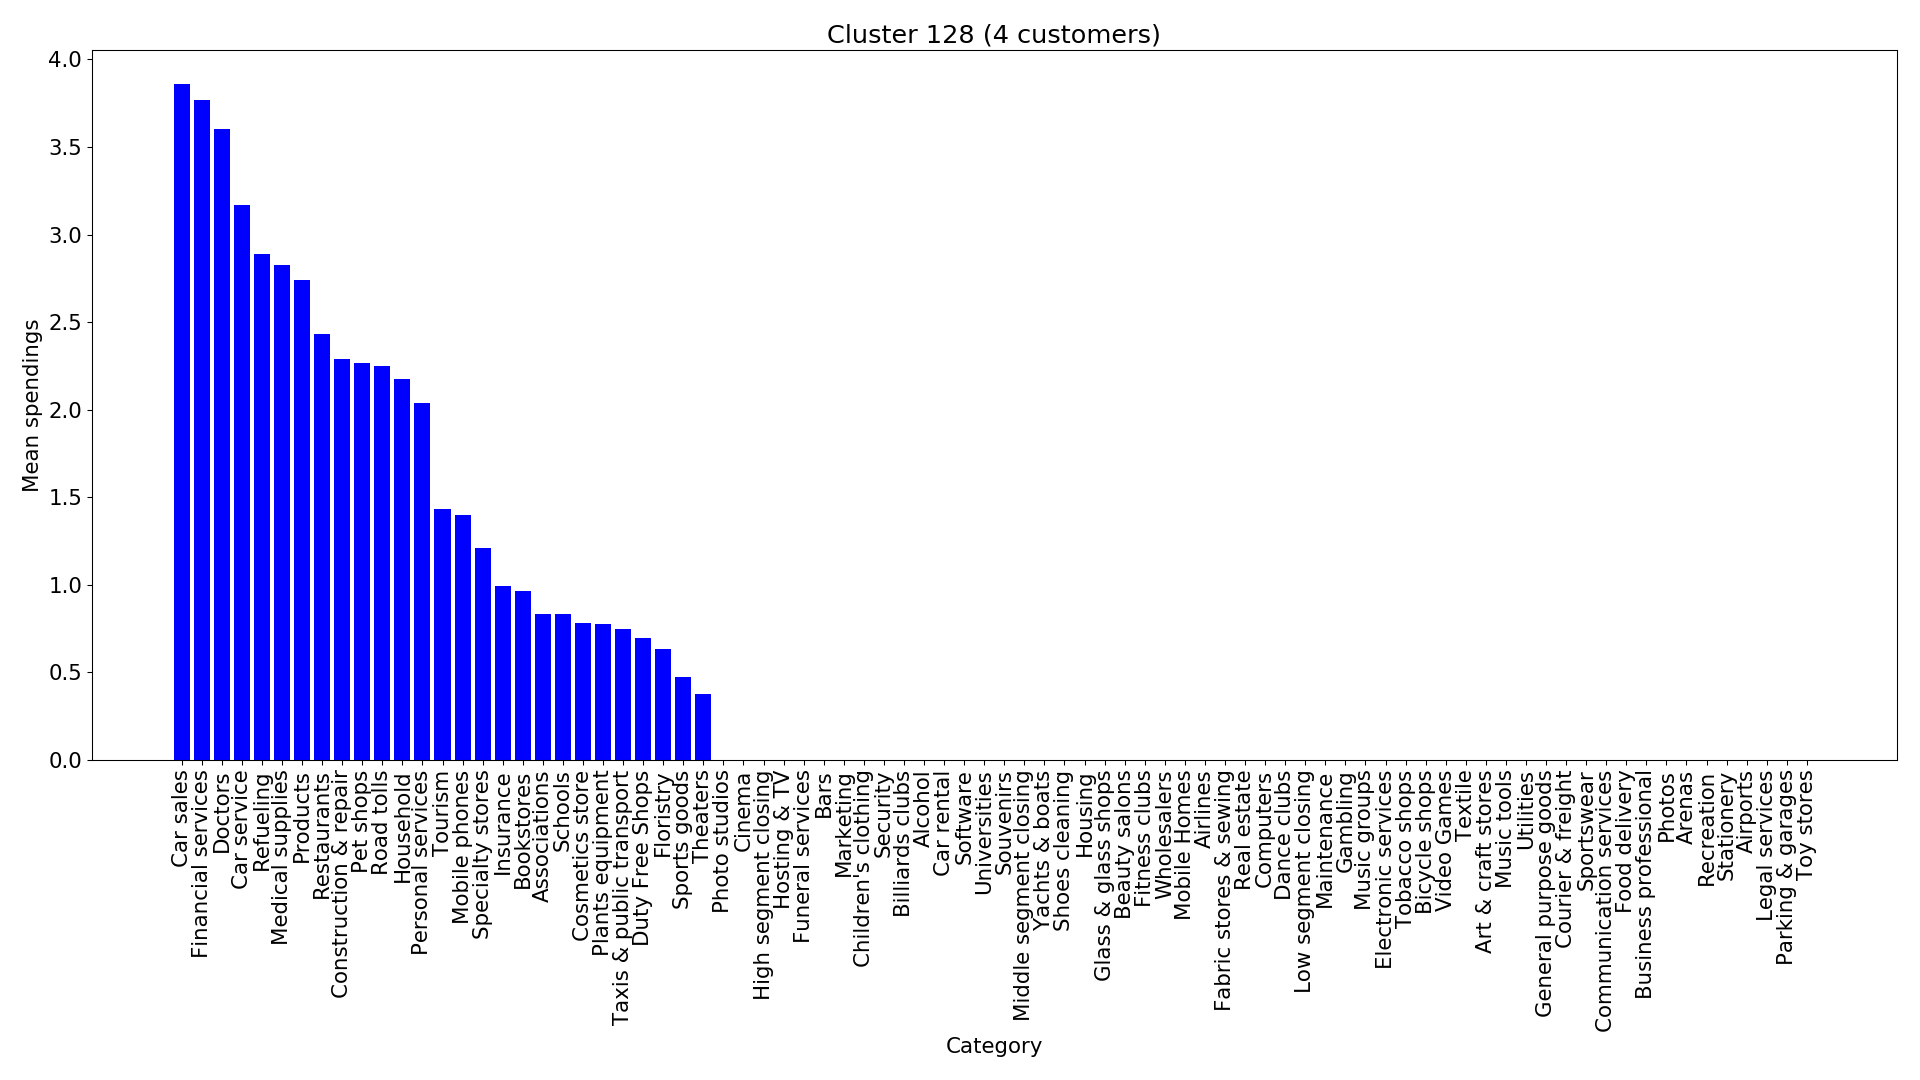 Cluster 128 (4 customers)
Mean spendings
4.0
3.5
3.0
2.5
2.0
1.5
1.0
0.5
0.0
Car sales
Financial services
Doctors
Car service
Refueling
Medical supplies
Products
Restaurants
Construction & repair
Pet shops
Road tolls
Household
Personal services
Tourism
Mobile phones
Specialty stores
Insurance
Bookstores
Associations
Schools
Cosmetics store
Plants equipment
Taxis & public transport
Duty Free Shops
Floristry
Sports goods
Theaters
Photo studios
Cinema
High segment closing
Hosting & TV
Funeral services
Bars
Marketing
Children's clothing
Security
Billiards clubs
Alcohol
Car rental
Software
Universities
Souvenirs
Middle segment closing
Yachts & boats
Shoes cleaning
Housing
Glass & glass shops
Beauty salons
Fitness clubs
Wholesalers
Mobile Homes
Airlines
Fabric stores & sewing
Real estate
Computers
Dance clubs
Low segment closing
Maintenance
Gambling
Music groups
Electronic services
Tobacco shops
Bicycle shops
Video Games
Textile
Art & craft stores
Music tools
Utilities
General purpose goods
Courier & freight
Sportswear
Communication services
Food delivery
Business professional
Photos
Arenas
Recreation
Stationery
Airports
Legal services
Parking & garages
Toy stores
Category